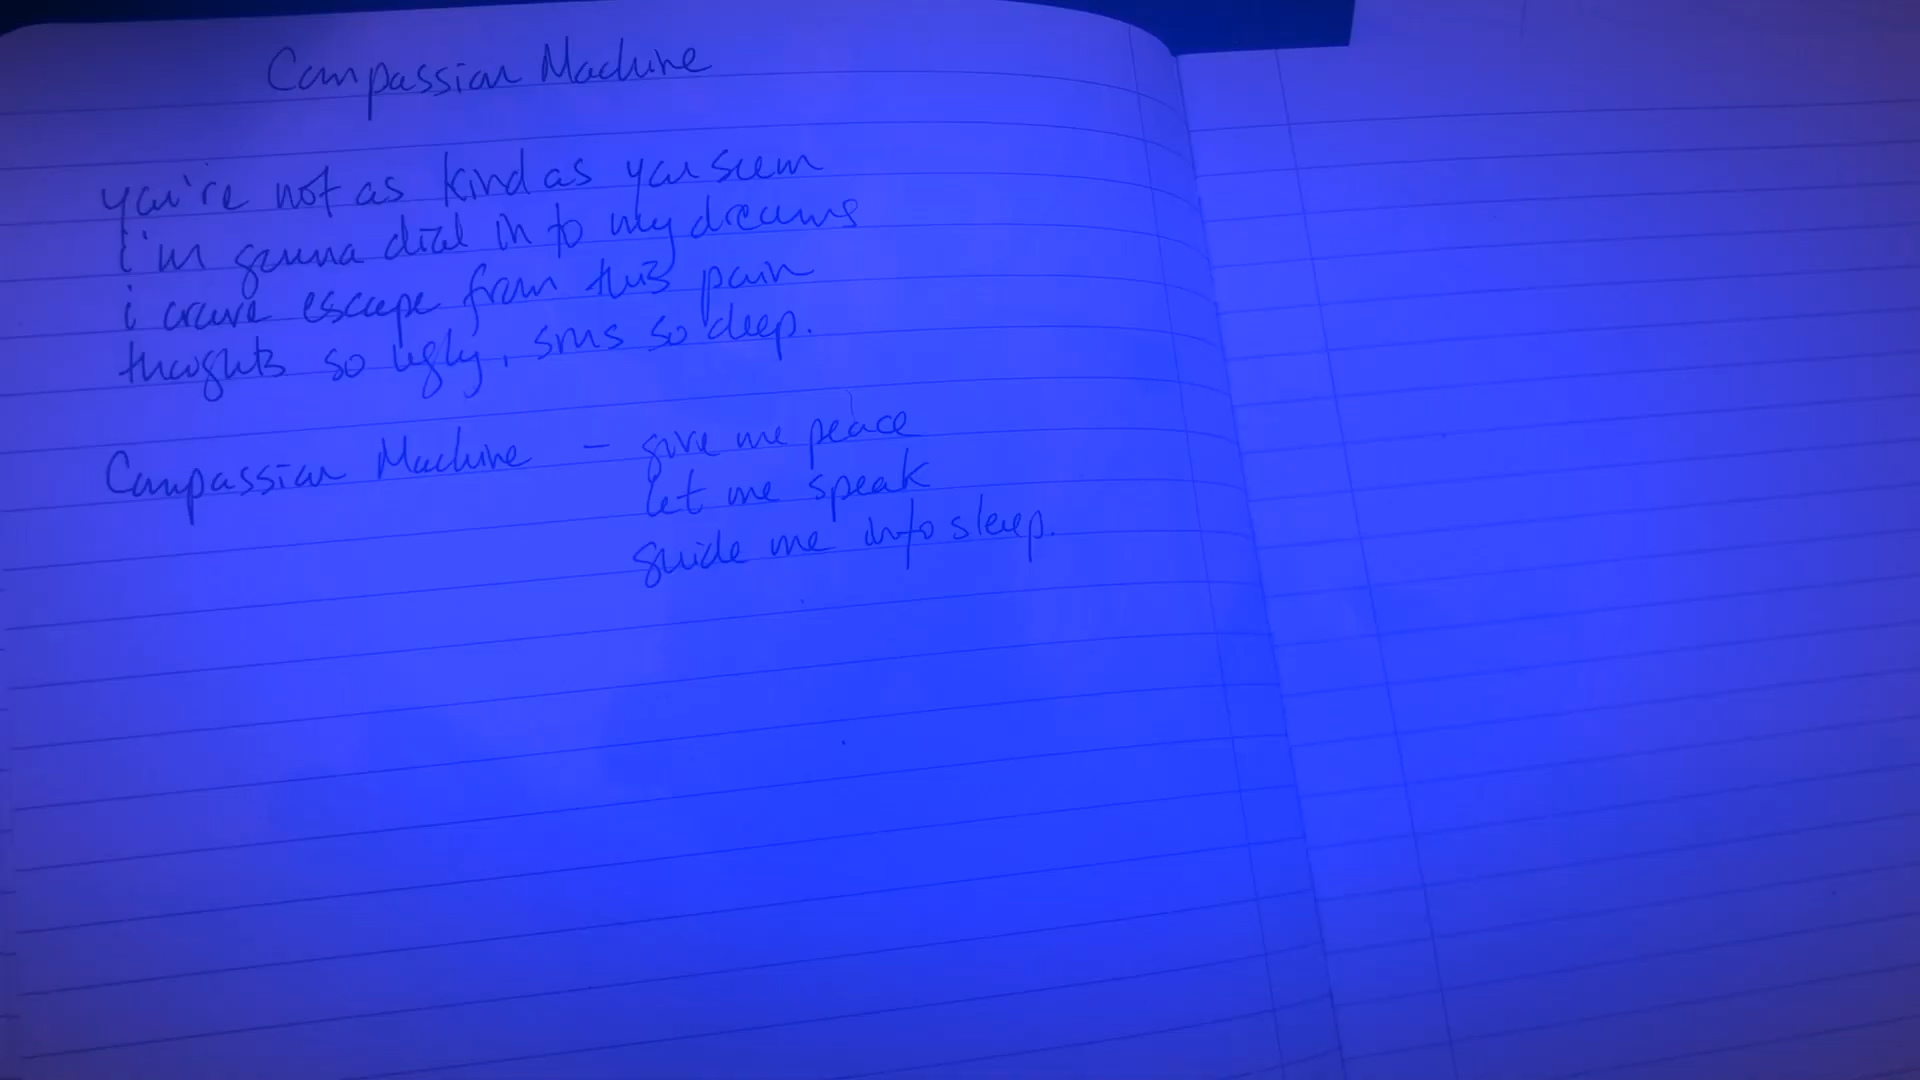 Compassion Machine
you're not as kind as you seem
i'm gunna dial in to my dreams
i crave escape from this pain
thoughts so ugly, sins so deep.
Compassion Machine – give me peace
let me speak
guide me into sleep.